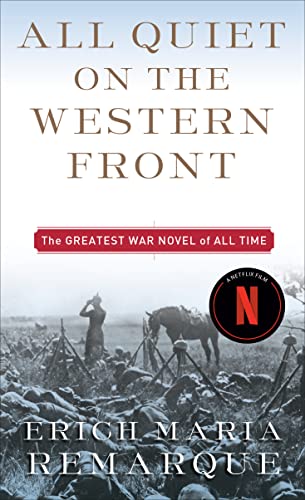 ALL QUIET
ON THE
WESTERN
FRONT
The GREATEST WAR NOVEL of ALL TIME
A NETFLIX FILM
N
ERICH MARIA
REMARQUE